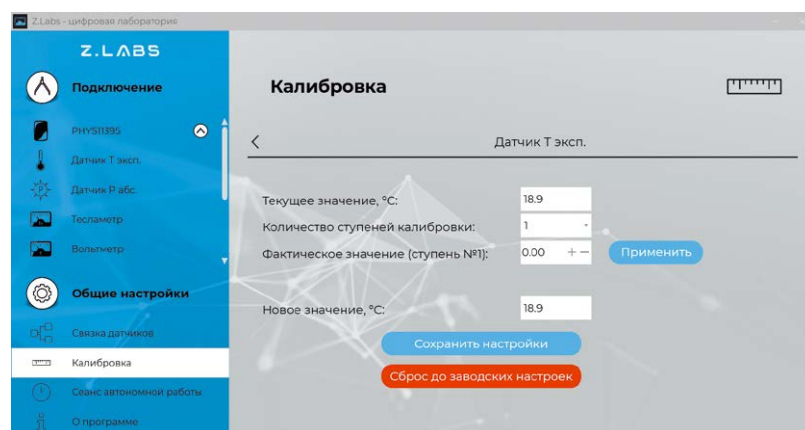 Z.Labs - цифровая лаборатория
Z.LABS
Подключение
PHYS11395
Датчик Т эксп.
Датчик Р абс.
Тесламетр
Вольтметр
Общие настройки
Связка датчиков
Калибровка
Сеанс автономной работы
О программе
Калибровка
Датчик Т эксп.
Текущее значение, °C: 18.9
Количество ступеней калибровки: 1
Фактическое значение (ступень №1): 0.00 + − Применить
Новое значение, °C: 18.9
Сохранить настройки
Сброс до заводских настроек